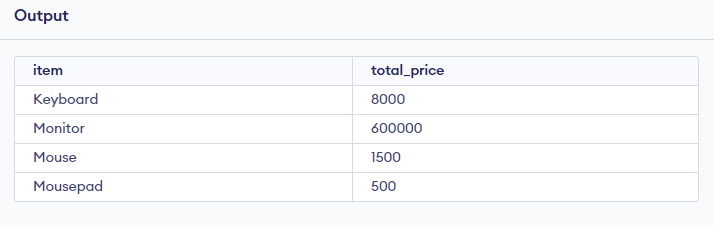 Output
item total_price
Keyboard 8000
Monitor 600000
Mouse 1500
Mousepad 500